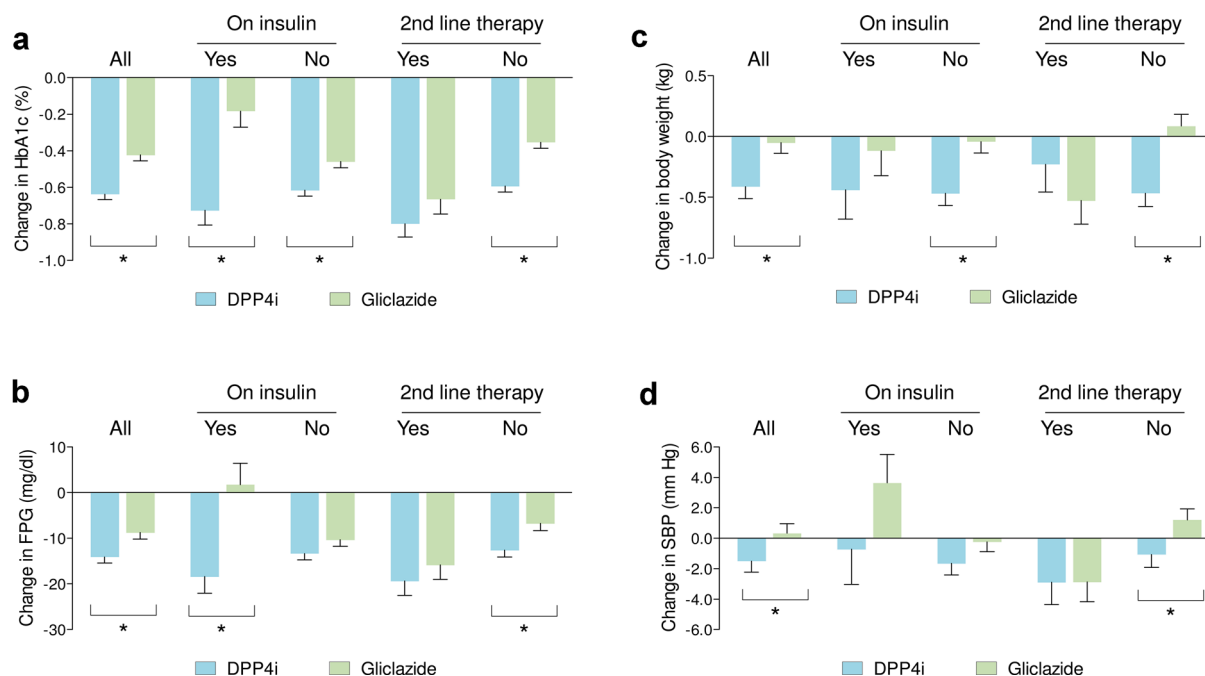 a
On insulin
2nd line therapy
All
Yes
No
Yes
No
Change in HbA1c (%)
0.0
-0.2
-0.4
-0.6
-0.8
-1.0
*
*
*
*
DPP4i
Gliclazide
c
On insulin
2nd line therapy
All
Yes
No
Yes
No
Change in body weight (kg)
0.5
0.0
-0.5
-1.0
*
*
*
DPP4i
Gliclazide
b
On insulin
2nd line therapy
All
Yes
No
Yes
No
Change in FPG (mg/dl)
10
0
-10
-20
-30
*
*
*
DPP4i
Gliclazide
d
On insulin
2nd line therapy
All
Yes
No
Yes
No
Change in SBP (mm Hg)
6.0
4.0
2.0
0.0
-2.0
-4.0
-6.0
*
*
DPP4i
Gliclazide